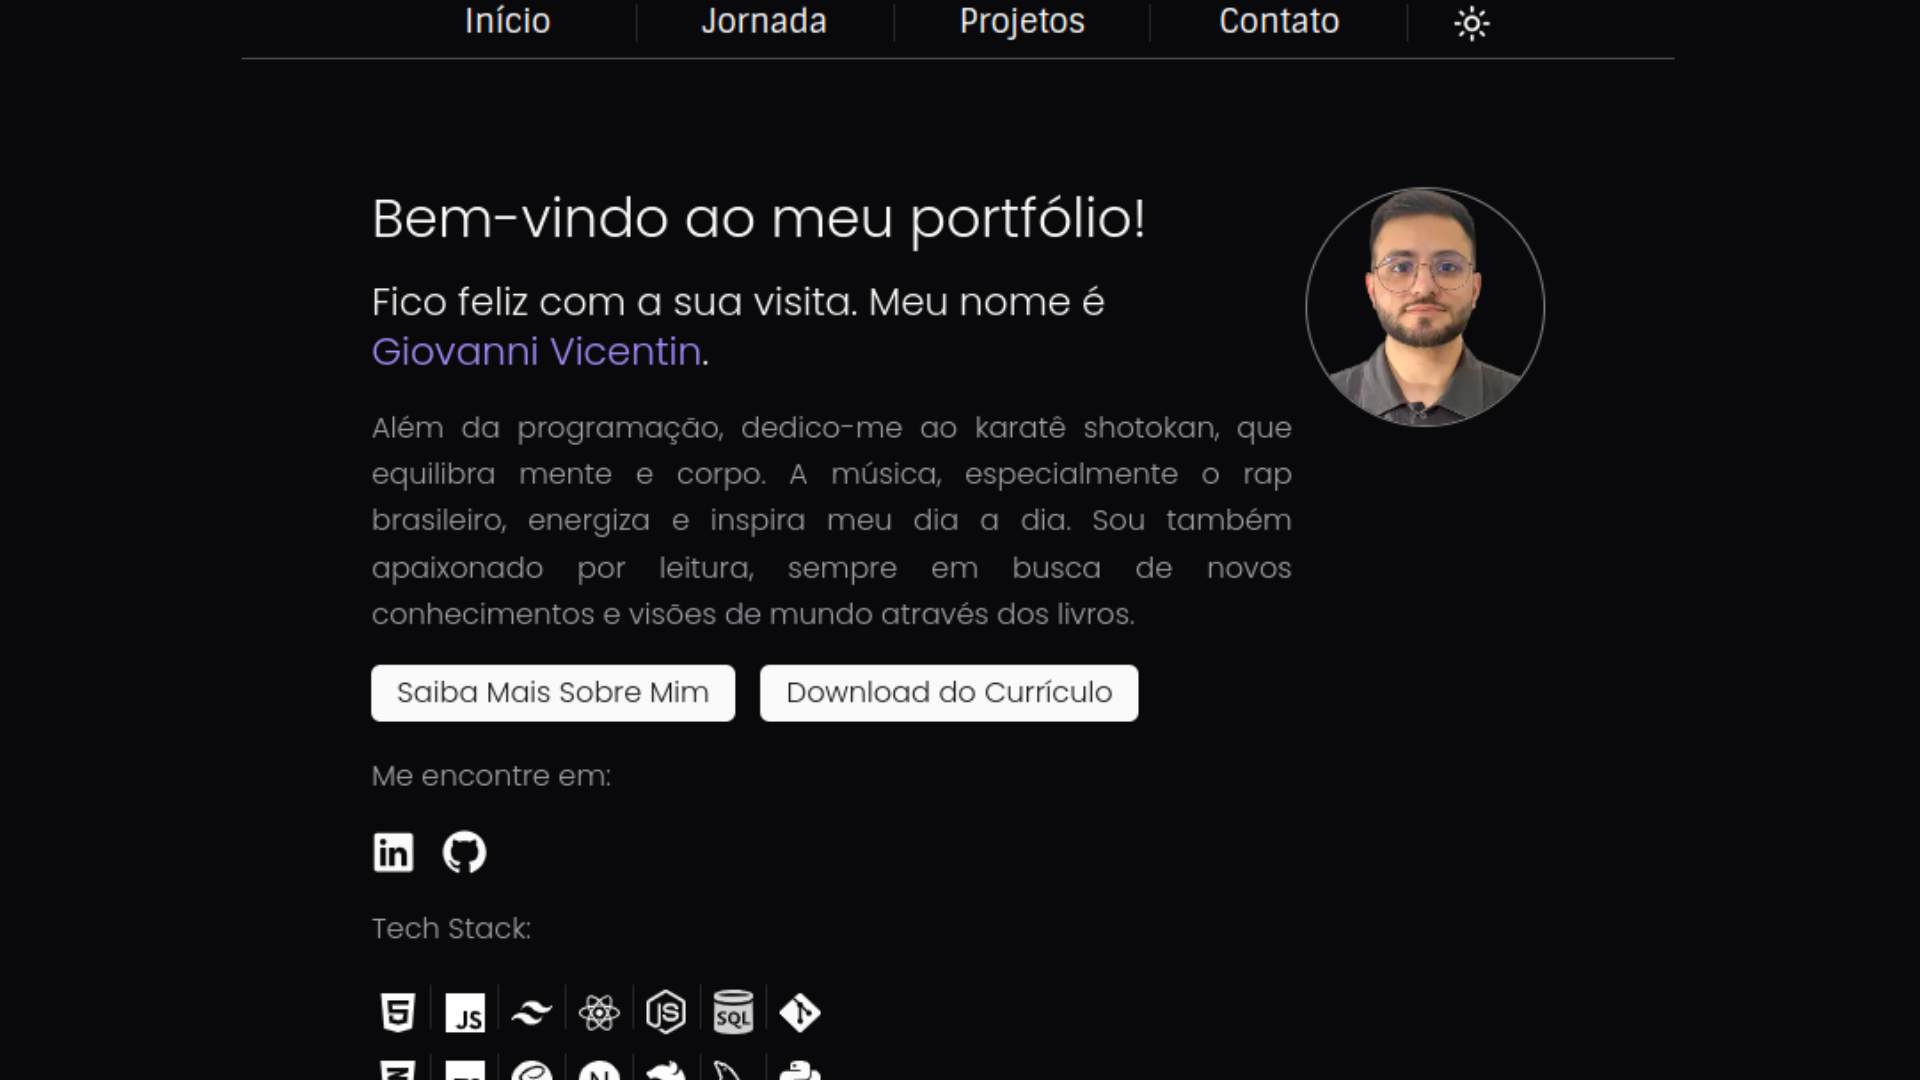 Início Jornada Projetos Contato
Bem-vindo ao meu portfólio!
Fico feliz com a sua visita. Meu nome é
Giovanni Vicentin.
Além da programação, dedico-me ao karatê shotokan, que
equilibra mente e corpo. A música, especialmente o rap
brasileiro, energiza e inspira meu dia a dia. Sou também
apaixonado por leitura, sempre em busca de novos
conhecimentos e visões de mundo através dos livros.
Saiba Mais Sobre Mim Download do Currículo
Me encontre em:
in
Tech Stack:
5 JS JS SQL